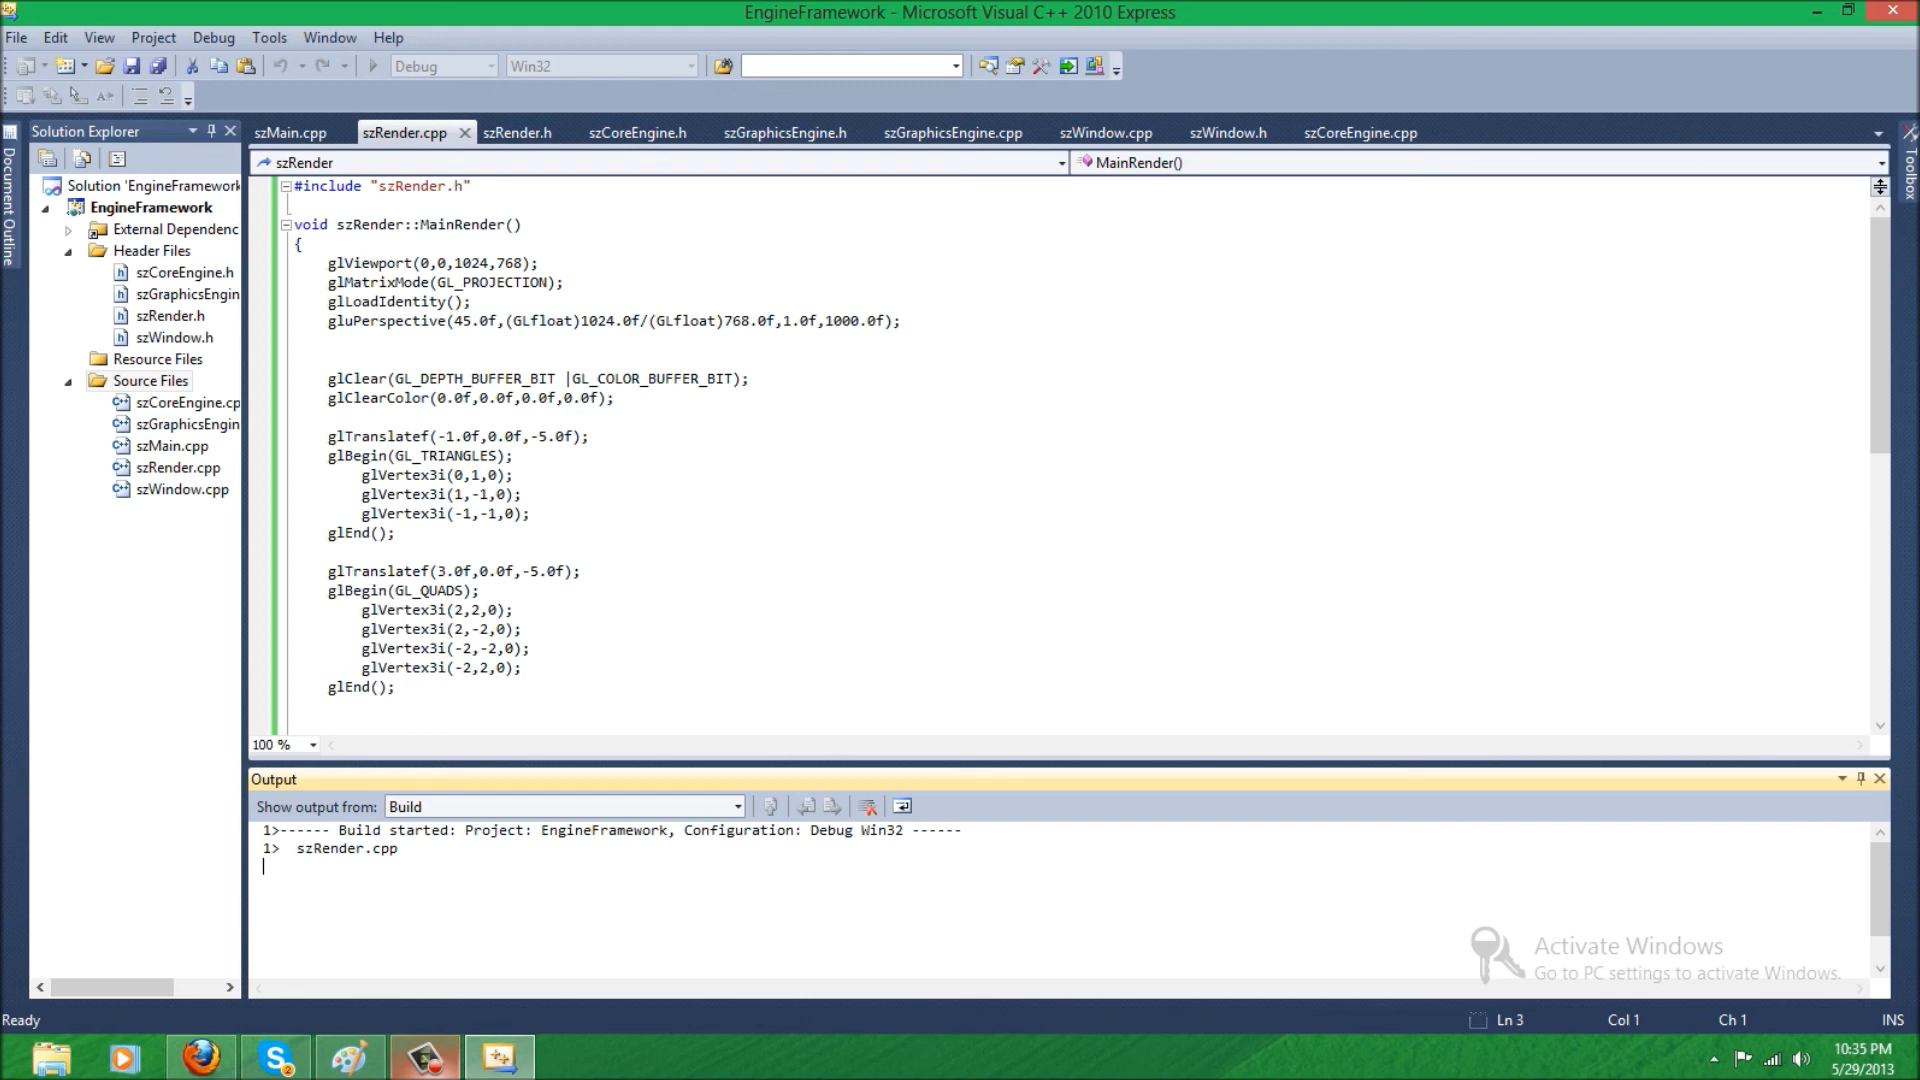 EngineFramework - Microsoft Visual C++ 2010 Express
File Edit View Project Debug Tools Window Help
Debug Win32
Document Outline
Solution Explorer
Solution 'EngineFramework
EngineFramework
External Dependenc
Header Files
szCoreEngine.h
szGraphicsEngin
szRender.h
szWindow.h
Resource Files
Source Files
szCoreEngine.cp
szGraphicsEngin
szMain.cpp
szRender.cpp
szWindow.cpp
szMain.cpp szRender.cpp szRender.h szCoreEngine.h szGraphicsEngine.h szGraphicsEngine.cpp szWindow.cpp szWindow.h szCoreEngine.cpp
szRender MainRender()
#include "szRender.h"
void szRender::MainRender()
{
glViewport(0,0,1024,768);
glMatrixMode(GL_PROJECTION);
glLoadIdentity();
gluPerspective(45.0f,(GLfloat)1024.0f/(GLfloat)768.0f,1.0f,1000.0f);
glClear(GL_DEPTH_BUFFER_BIT |GL_COLOR_BUFFER_BIT);
glClearColor(0.0f,0.0f,0.0f,0.0f);
glTranslatef(-1.0f,0.0f,-5.0f);
glBegin(GL_TRIANGLES);
glVertex3i(0,1,0);
glVertex3i(1,-1,0);
glVertex3i(-1,-1,0);
glEnd();
glTranslatef(3.0f,0.0f,-5.0f);
glBegin(GL_QUADS);
glVertex3i(2,2,0);
glVertex3i(2,-2,0);
glVertex3i(-2,-2,0);
glVertex3i(-2,2,0);
glEnd();
100 %
Toolbox
Output
Show output from: Build
1>------ Build started: Project: EngineFramework, Configuration: Debug Win32 ------
1> szRender.cpp
Activate Windows
Go to PC settings to activate Windows.
Ready Ln 3 Col 1 Ch 1 INS
10:35 PM
5/29/2013